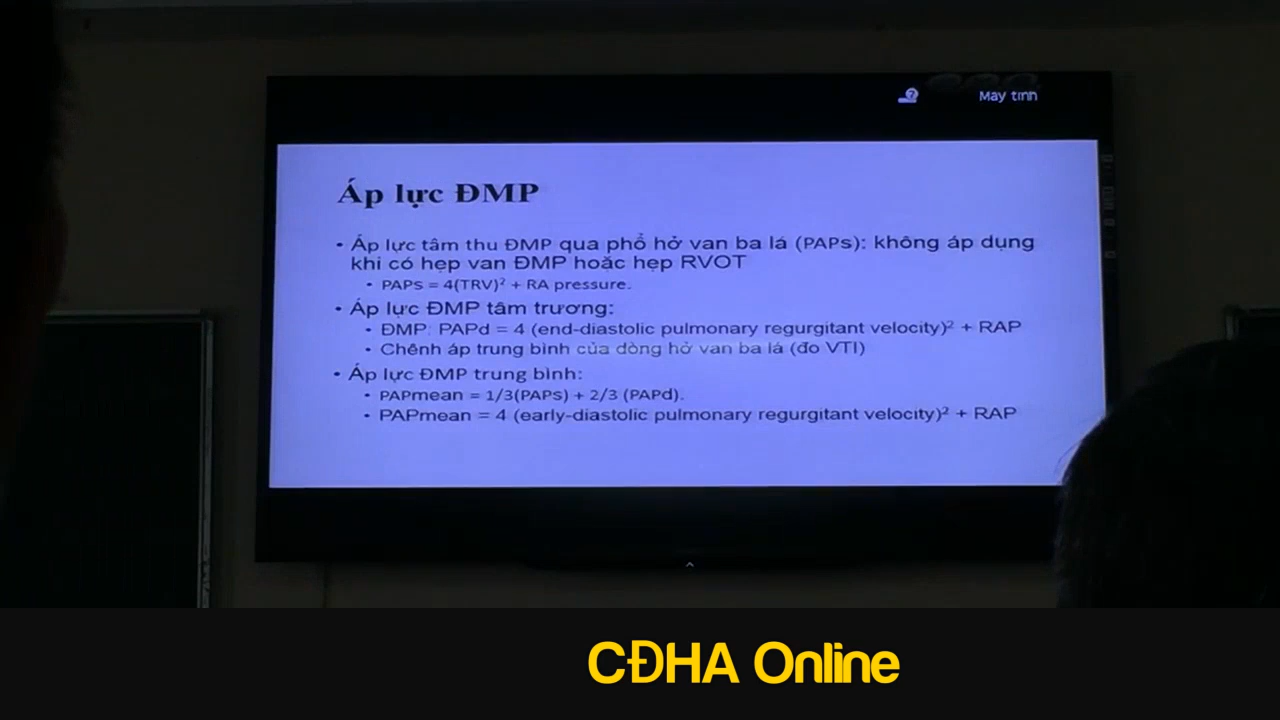 Máy tính
Áp lực ĐMP
• Áp lực tâm thu ĐMP qua phổ hở van ba lá (PAPs): không áp dụng
khi có hẹp van ĐMP hoặc hẹp RVOT
• PAPs = 4(TRV)² + RA pressure.
• Áp lực ĐMP tâm trương:
• ĐMP: PAPd = 4 (end-diastolic pulmonary regurgitant velocity)² + RAP
• Chênh áp trung bình của dòng hở van ba lá (đo VTI)
• Áp lực ĐMP trung bình:
• PAPmean = 1/3(PAPs) + 2/3 (PAPd).
• PAPmean = 4 (early-diastolic pulmonary regurgitant velocity)² + RAP
CĐHA Online